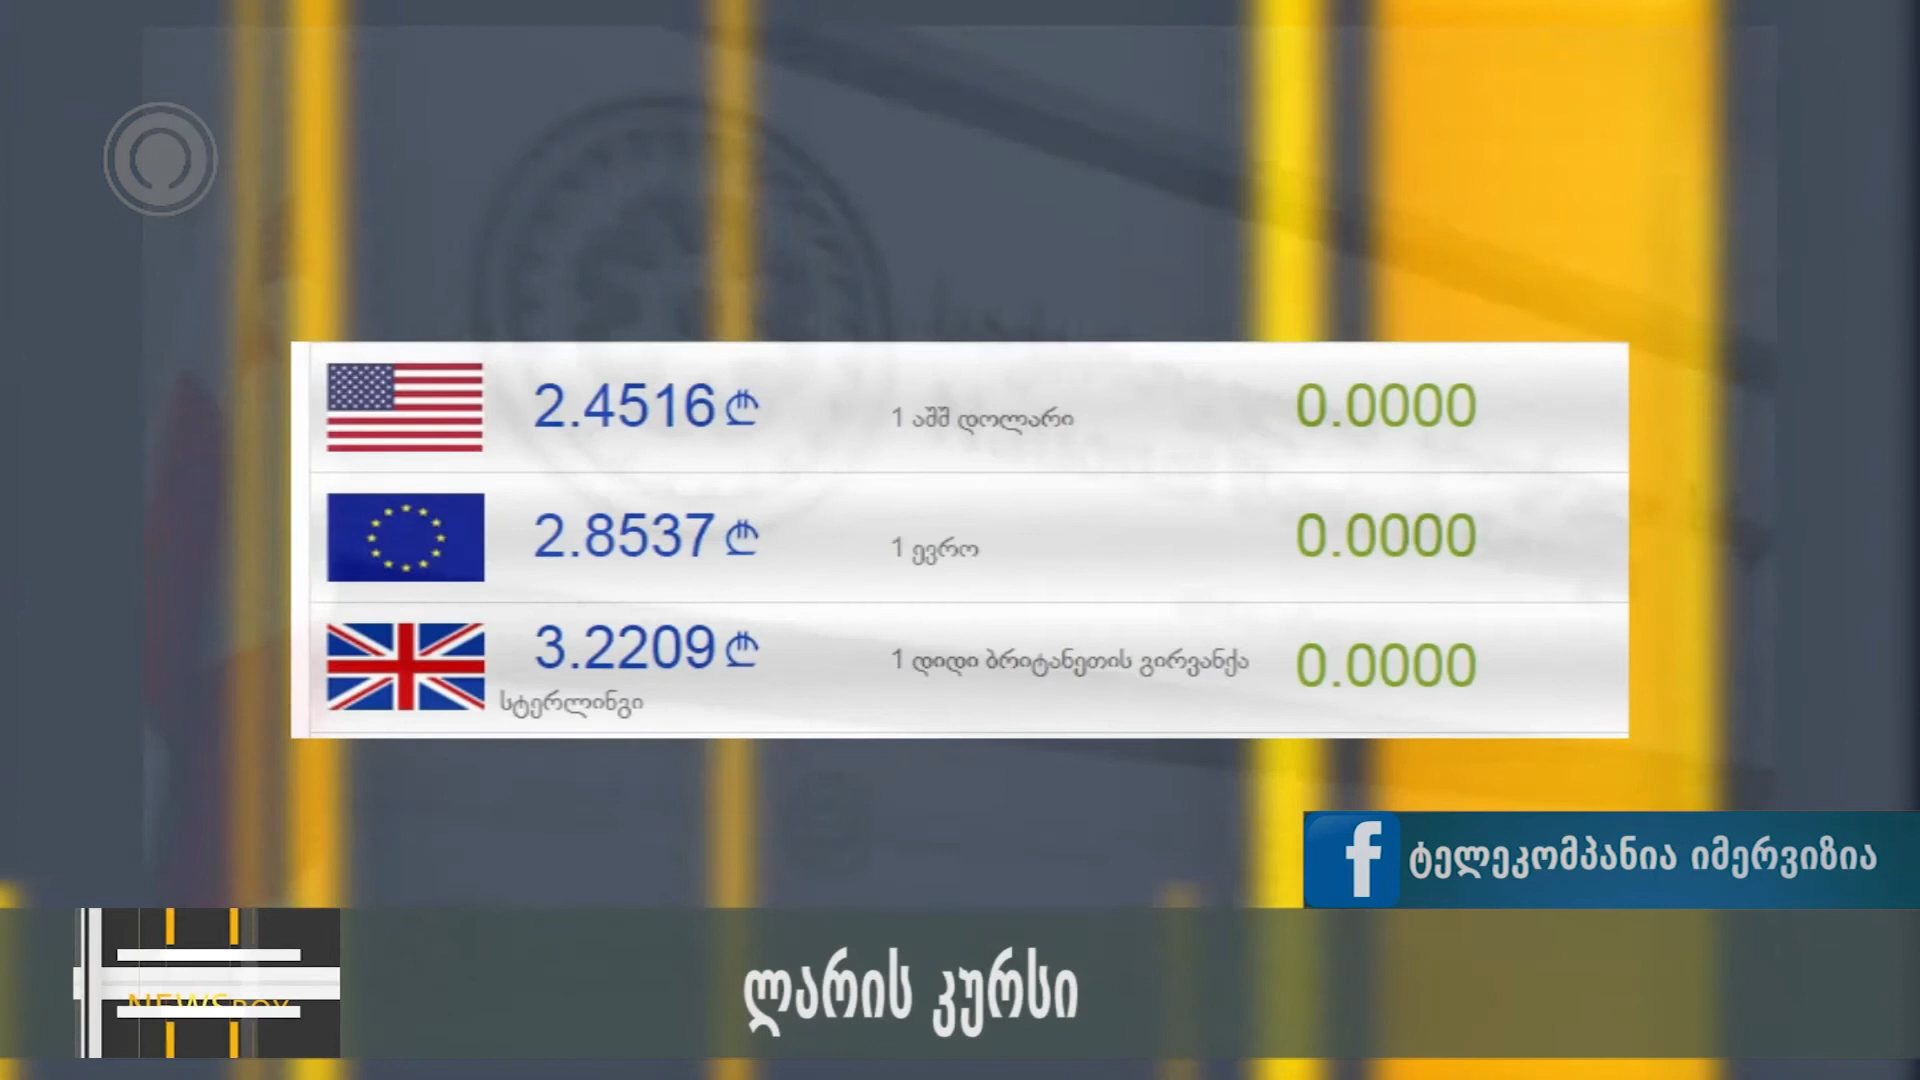 2.4516₾ 1 აშშ დოლარი 0.0000
2.8537₾ 1 ევრო 0.0000
3.2209₾ 1 დიდი ბრიტანეთის გირვანქა 0.0000
სტერლინგი
f ტელეკომპანია იმერვიზია
NEWSBOX
ლარის კურსი